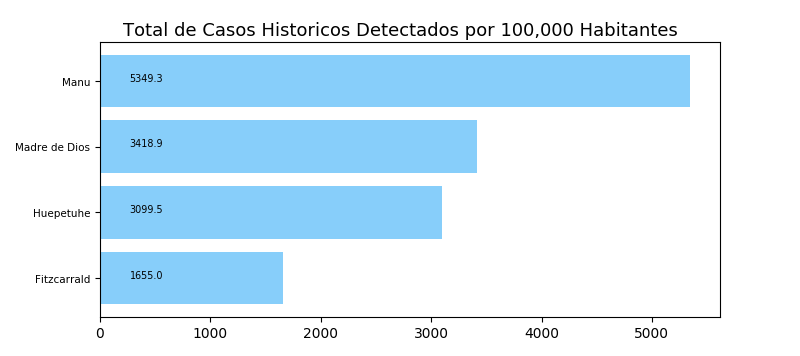 Total de Casos Historicos Detectados por 100,000 Habitantes
Manu 5349.3
Madre de Dios 3418.9
Huepetuhe 3099.5
Fitzcarrald 1655.0
0 1000 2000 3000 4000 5000